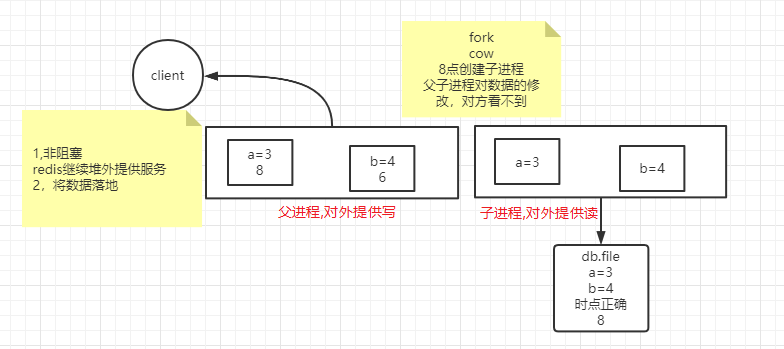 fork
cow
8点创建子进程
父子进程对数据的修
改，对方看不到
client
1,非阻塞
redis继续堆外提供服务
2，将数据落地
a=3
8
b=4
6
a=3
b=4
父进程,对外提供写
子进程,对外提供读
db.file
a=3
b=4
时点正确
8